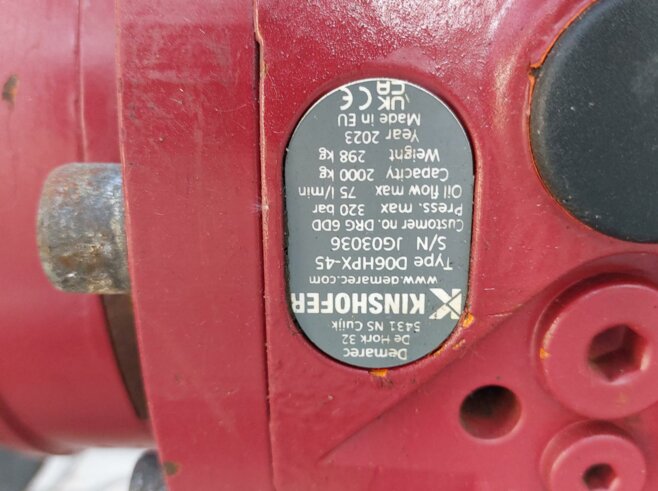 Demarec
De Hork 32
5431 NS Cuijk
KINSHOFER
www.demarec.com
Type D06HPX-45
S/N JG03036
Customer no. DRG 6DD
Press. max 320 bar
Oil flow max 75 l/min
Capacity 2000 kg
Weight 298 kg
Year 2023
Made in EU
CE UK CA